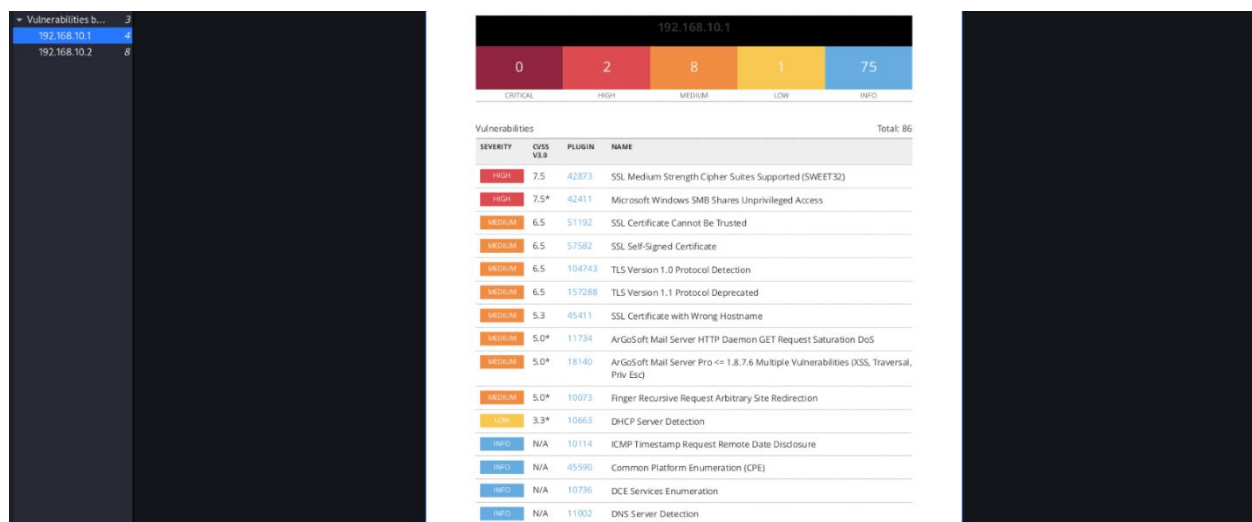 Vulnerabilities b... 3
192.168.10.1 4
192.168.10.2 8
192.168.10.1
0 2 8 1 75
CRITICAL HIGH MEDIUM LOW INFO
Vulnerabilities Total: 86
SEVERITY CVSS V3.0 PLUGIN NAME
HIGH 7.5 42873 SSL Medium Strength Cipher Suites Supported (SWEET32)
HIGH 7.5* 42411 Microsoft Windows SMB Shares Unprivileged Access
MEDIUM 6.5 51192 SSL Certificate Cannot Be Trusted
MEDIUM 6.5 57582 SSL Self-Signed Certificate
MEDIUM 6.5 104743 TLS Version 1.0 Protocol Detection
MEDIUM 6.5 157288 TLS Version 1.1 Protocol Deprecated
MEDIUM 5.3 45411 SSL Certificate with Wrong Hostname
MEDIUM 5.0* 11734 ArGoSoft Mail Server HTTP Daemon GET Request Saturation DoS
MEDIUM 5.0* 18140 ArGoSoft Mail Server Pro <= 1.8.7.6 Multiple Vulnerabilities (XSS, Traversal,
Priv Esc)
MEDIUM 5.0* 10073 Finger Recursive Request Arbitrary Site Redirection
LOW 3.3* 10663 DHCP Server Detection
INFO N/A 10114 ICMP Timestamp Request Remote Date Disclosure
INFO N/A 45590 Common Platform Enumeration (CPE)
INFO N/A 10736 DCE Services Enumeration
INFO N/A 11002 DNS Server Detection